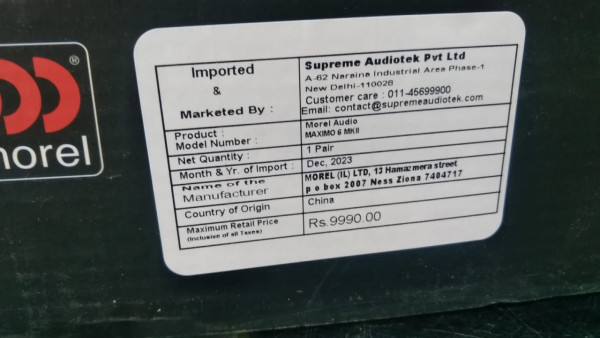 ®
morel
Imported
&
Marketed By :
Supreme Audiotek Pvt Ltd
A-62 Naraina Industrial Area Phase-1
New Delhi-110028
Customer care : 011-45699900
Email: contact@supremeaudiotek.com
Product :
Model Number :
Morel Audio
MAXIMO 6 MKII
Net Quantity :
1 Pair
Month & Yr. of Import :
Dec, 2023
Name of the
Manufacturer
MOREL (IL) LTD, 13 Hamazmera street
p o box 2007 Ness Ziona 7404717
Country of Origin
China
Maximum Retail Price
(Inclusive of all Taxes)
Rs.9990.00